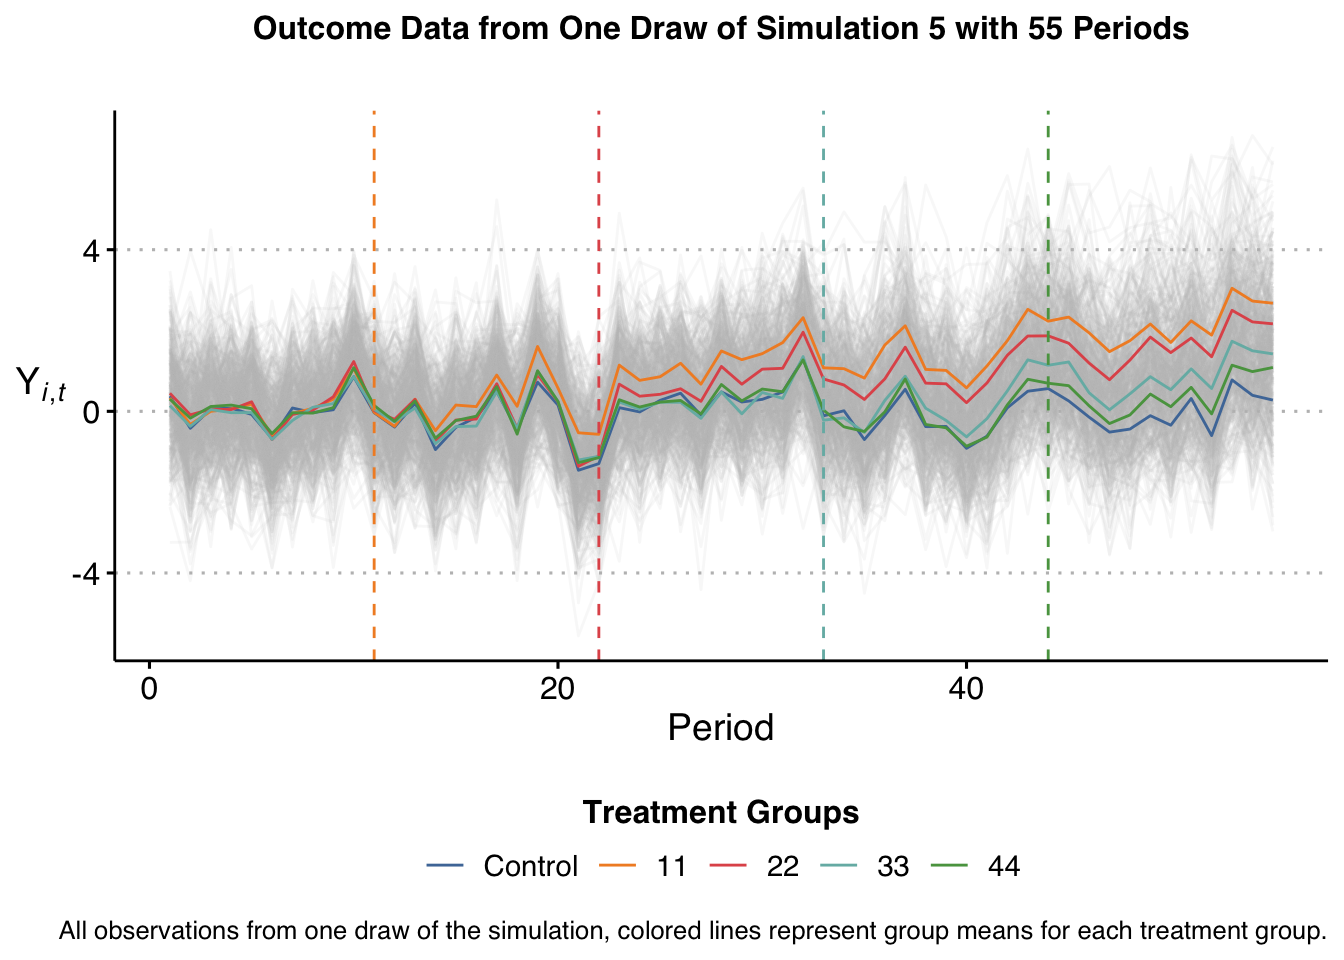 Outcome Data from One Draw of Simulation 5 with 55 Periods
4
0
-4
Y i,t
0 20 40
Period
Treatment Groups
Control 11 22 33 44
All observations from one draw of the simulation, colored lines represent group means for each treatment group.